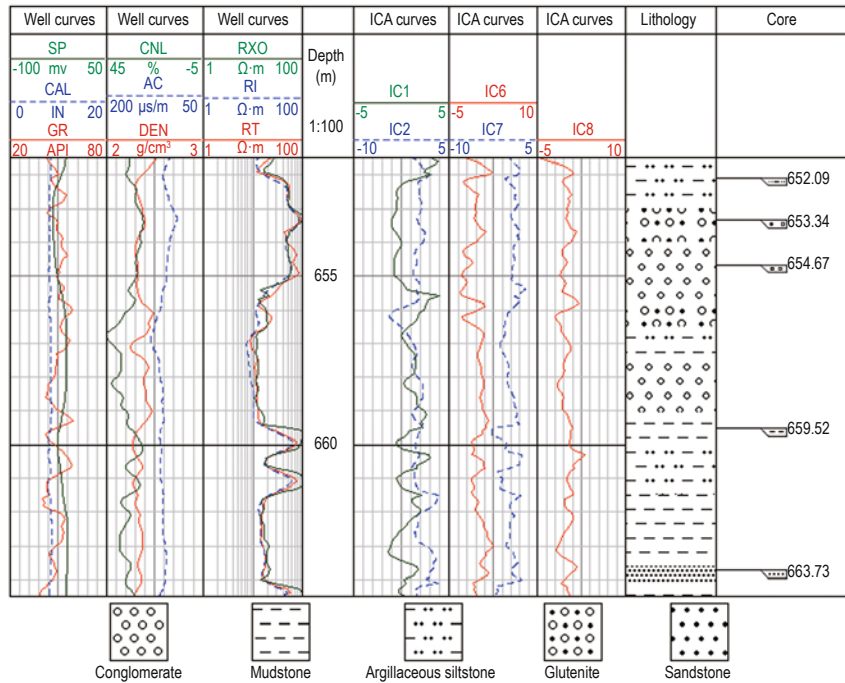 Well curves Well curves Well curves ICA curves ICA curves ICA curves Lithology Core
SP CNL RXO Depth
-100 mv 50 45 % -5 1 Ω·m 100 (m)
CAL AC RI IC1 IC6
0 IN 20 200 μs/m 50 1 Ω·m 100 -5 5 -5 10
GR DEN RT 1:100 IC2 IC7 IC8
20 API 80 2 g/cm³ 3 1 Ω·m 100 -10 5 -10 5 -5 10
652.09
653.34
654.67
655
659.52
660
663.73
Conglomerate Mudstone Argillaceous siltstone Glutenite Sandstone